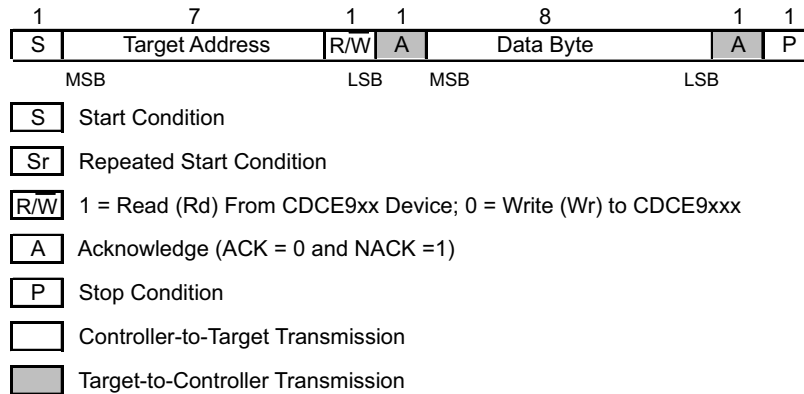 1 7 1 1 8 1 1
S Target Address R/W A Data Byte A P
MSB LSB MSB LSB
S Start Condition
Sr Repeated Start Condition
R/W 1 = Read (Rd) From CDCE9xx Device; 0 = Write (Wr) to CDCE9xxx
A Acknowledge (ACK = 0 and NACK =1)
P Stop Condition
Controller-to-Target Transmission
Target-to-Controller Transmission